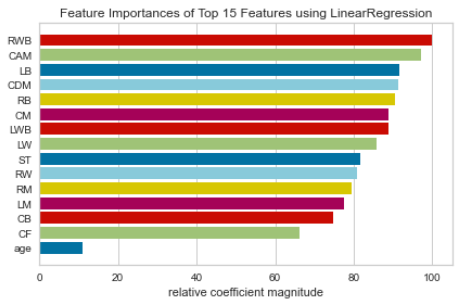 Feature Importances of Top 15 Features using LinearRegression
RWB
CAM
LB
CDM
RB
CM
LWB
LW
ST
RW
RM
LM
CB
CF
age
0 20 40 60 80 100
relative coefficient magnitude